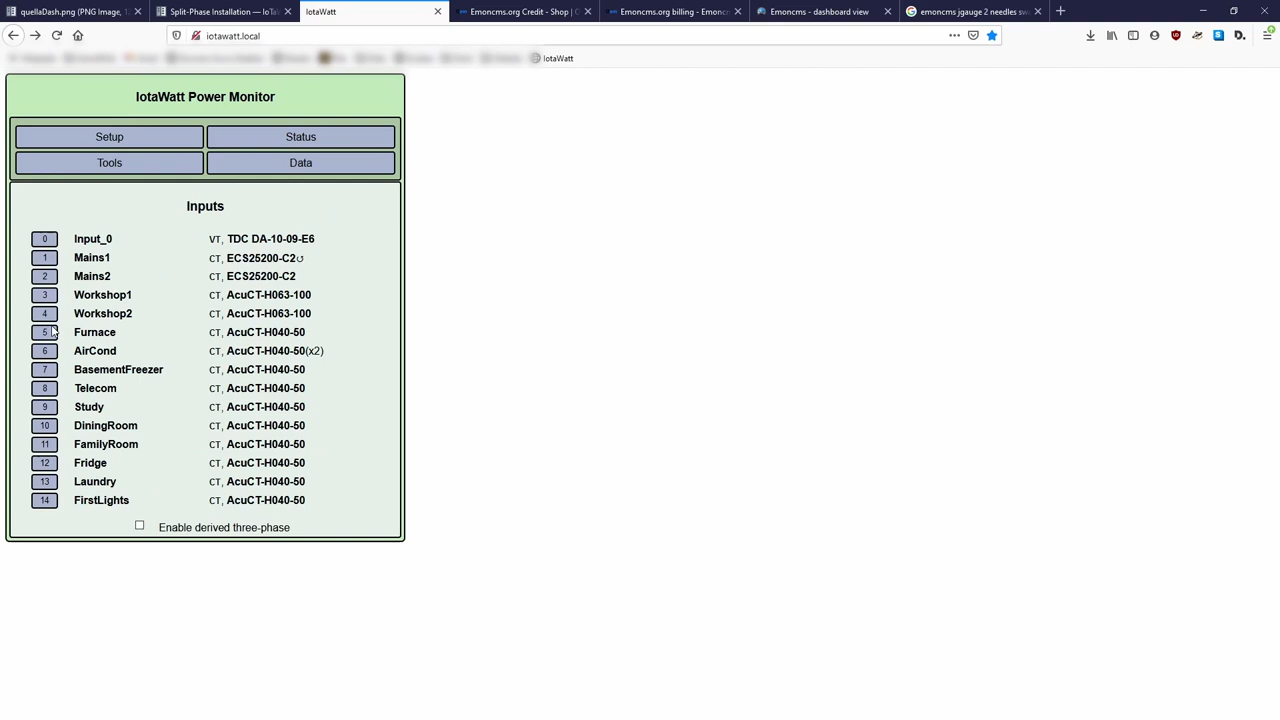 quellaDash.png (PNG Image, 1
Split-Phase Installation — IoTa
IotaWatt
Emoncms.org Credit - Shop | O
Emoncms.org billing - Emonc
Emoncms - dashboard view
emoncms jgauge 2 needles sw
iotawatt.local
IotaWatt
IotaWatt Power Monitor
Setup
Status
Tools
Data
Inputs
0 Input_0 VT, TDC DA-10-09-E6
1 Mains1 CT, ECS25200-C2↺
2 Mains2 CT, ECS25200-C2
3 Workshop1 CT, AcuCT-H063-100
4 Workshop2 CT, AcuCT-H063-100
5 Furnace CT, AcuCT-H040-50
6 AirCond CT, AcuCT-H040-50(x2)
7 BasementFreezer CT, AcuCT-H040-50
8 Telecom CT, AcuCT-H040-50
9 Study CT, AcuCT-H040-50
10 DiningRoom CT, AcuCT-H040-50
11 FamilyRoom CT, AcuCT-H040-50
12 Fridge CT, AcuCT-H040-50
13 Laundry CT, AcuCT-H040-50
14 FirstLights CT, AcuCT-H040-50
Enable derived three-phase